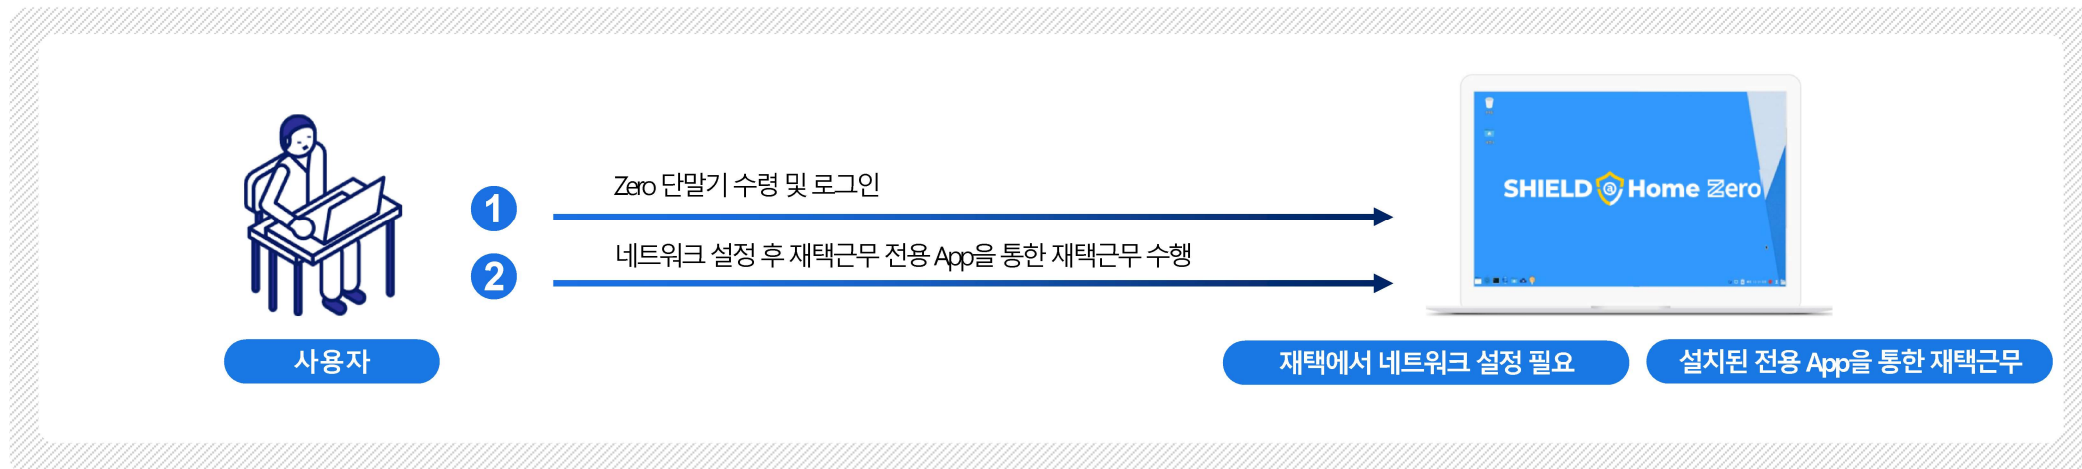 1
Zero 단말기 수령 및 로그인
2
네트워크 설정 후 재택근무 전용 App을 통한 재택근무 수행
SHIELD @ Home Zero
사용자
재택에서 네트워크 설정 필요
설치된 전용 App을 통한 재택근무